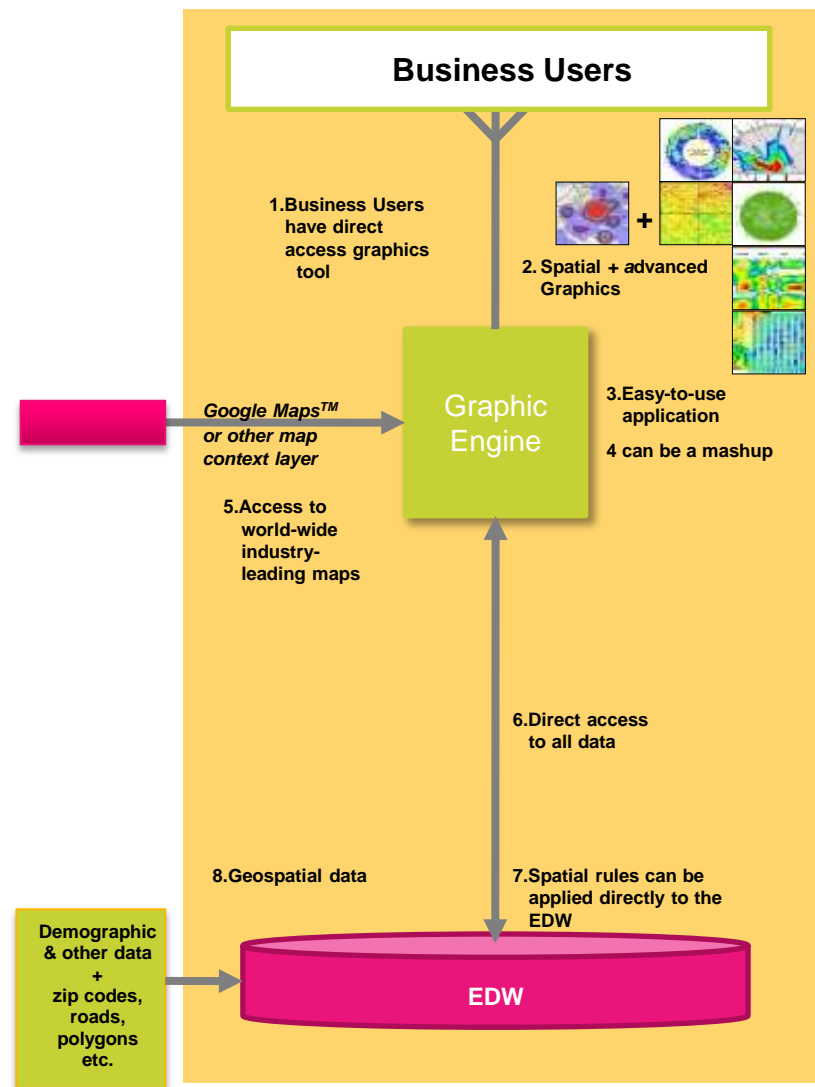 Business Users
1.Business Users
have direct
access graphics
tool
+
2. Spatial + advanced
Graphics
Google Maps™
or other map
context layer
Graphic
Engine
3.Easy-to-use
application
4 can be a mashup
5.Access to
world-wide
industry-
leading maps
6.Direct access
to all data
8.Geospatial data
7.Spatial rules can be
applied directly to the
EDW
Demographic
& other data
+
zip codes,
roads,
polygons
etc.
EDW